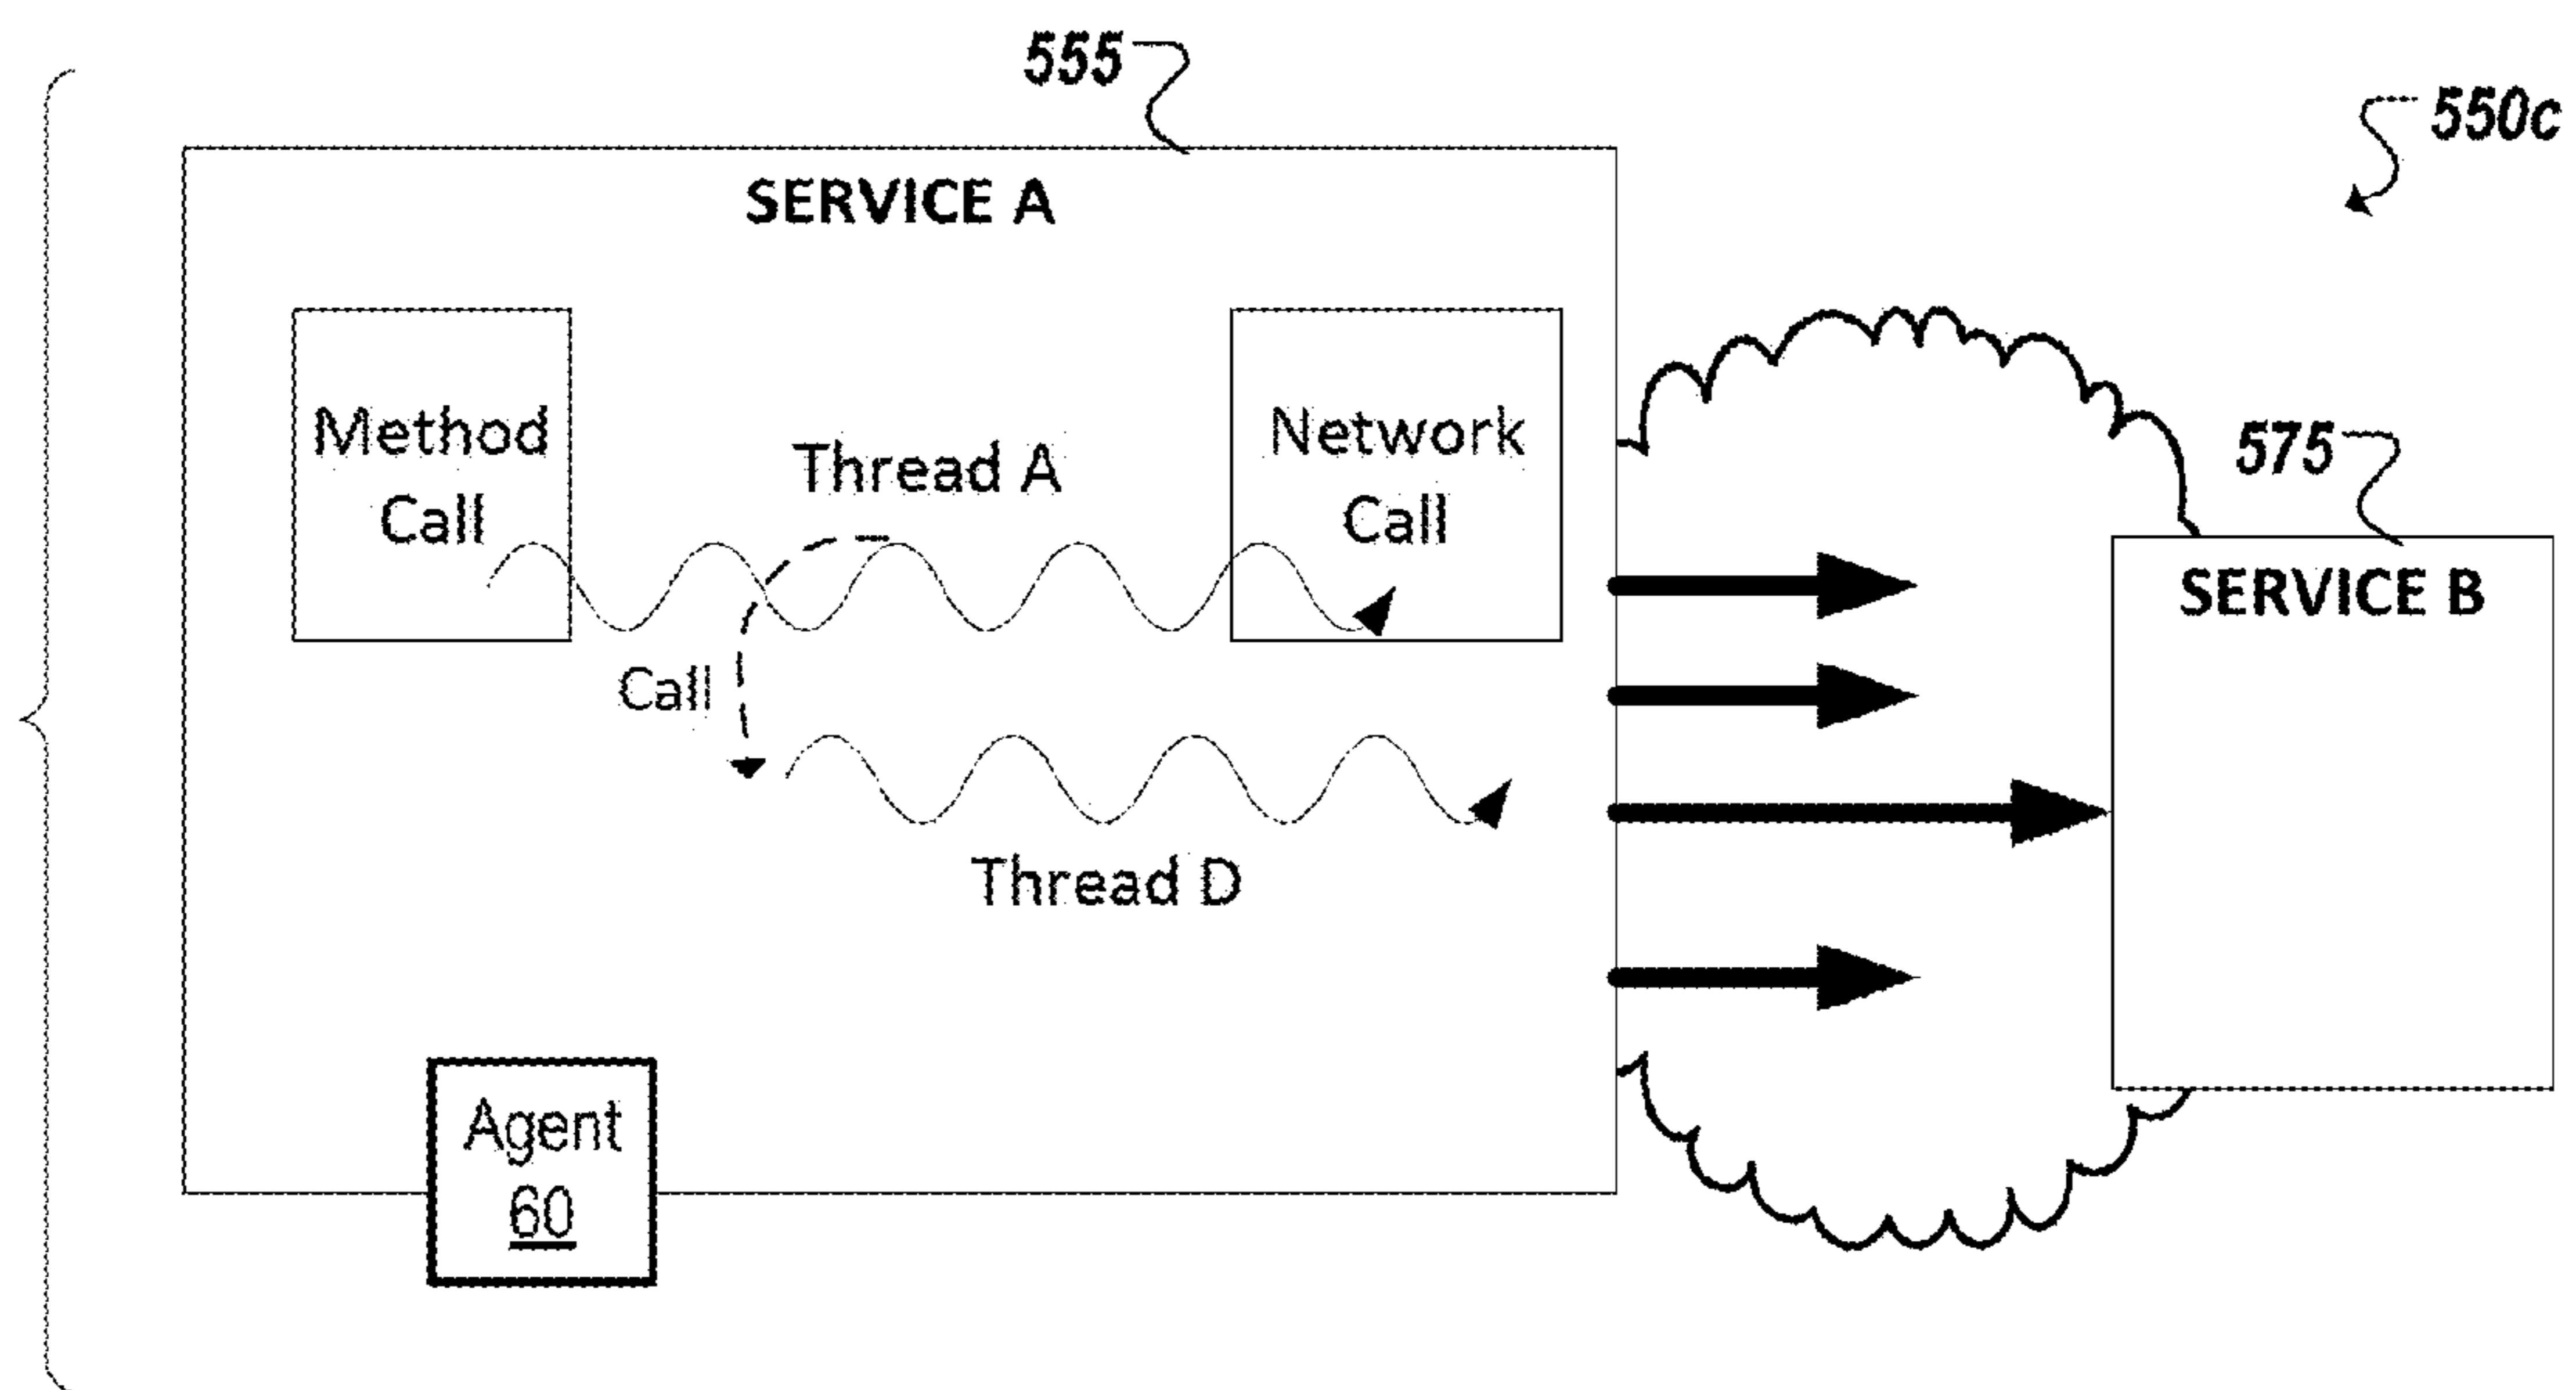 555
550c
SERVICE A
Method
Call
Thread A
Network
Call
575
SERVICE B
Call
Thread D
Agent
60